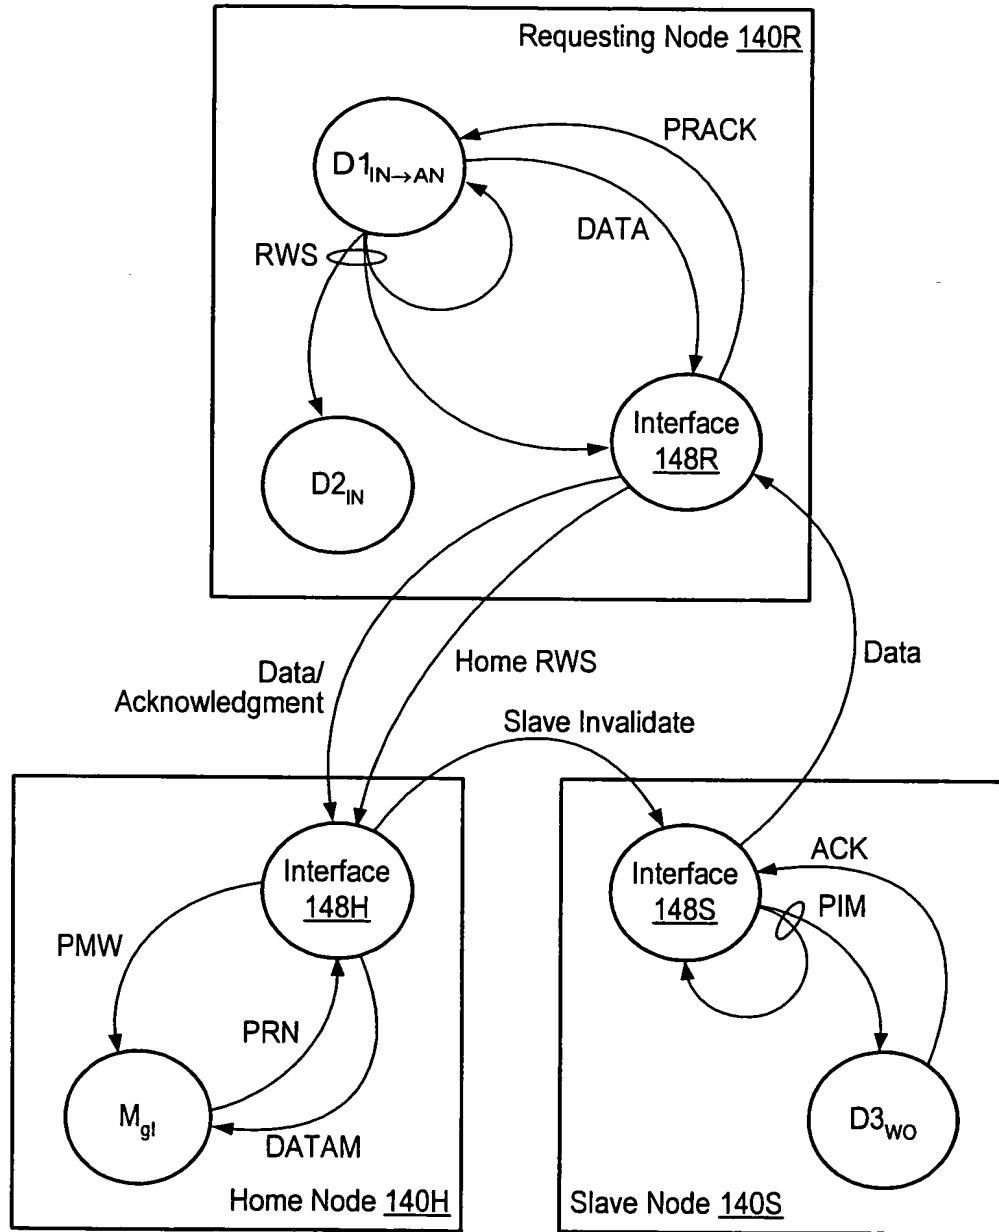 Requesting Node 140R
D1IN→AN
PRACK
DATA
RWS
Interface
148R
D2IN
Data/
Acknowledgment
Home RWS
Data
Slave Invalidate
Interface
148H
Interface
148S
ACK
PIM
PMW
PRN
Mgl
DATAM
D3WO
Home Node 140H
Slave Node 140S